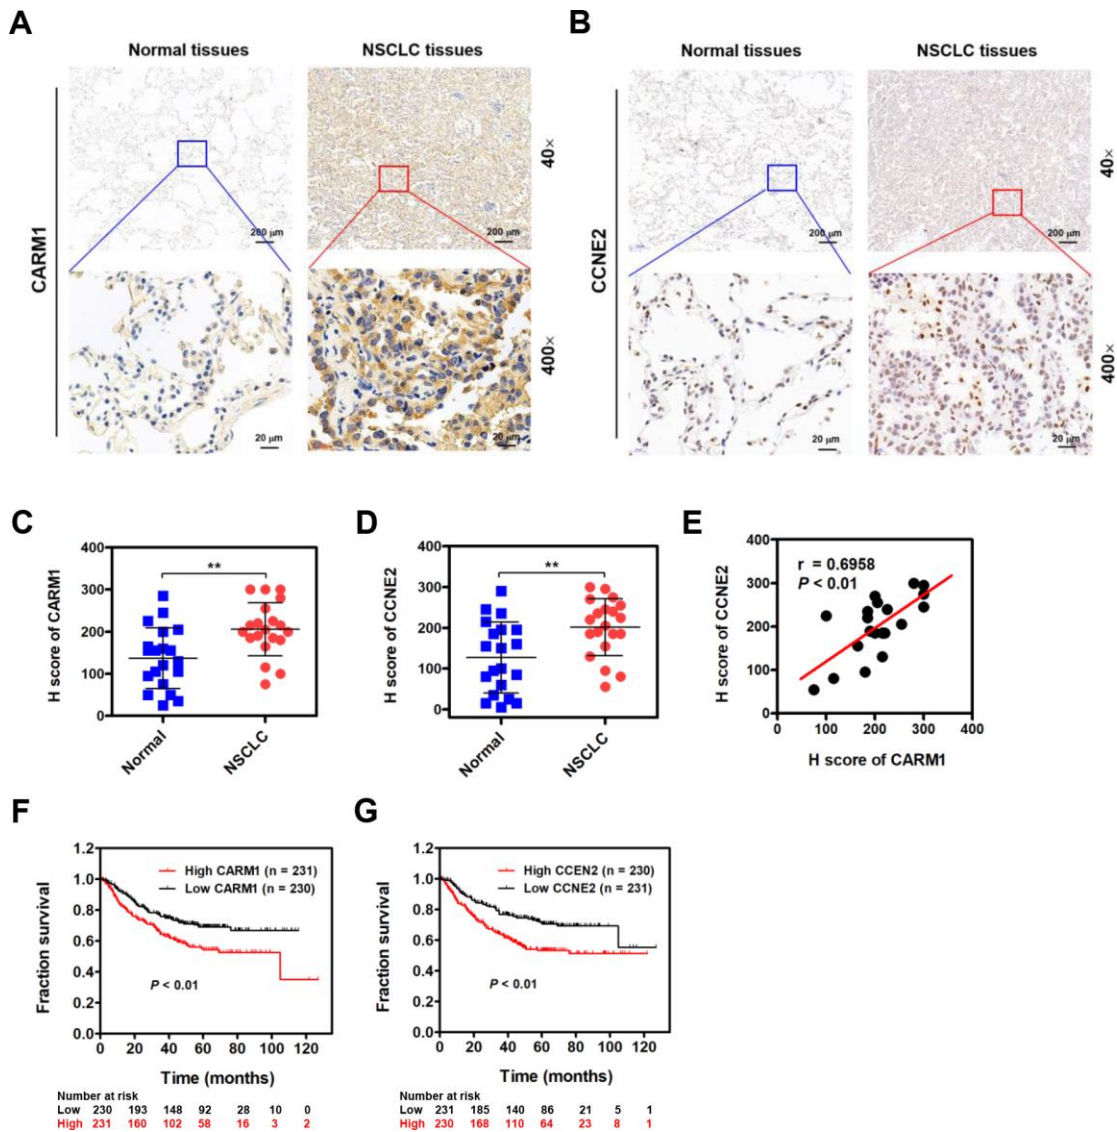 A
Normal tissues
NSCLC tissues
CARM1
40×
200 μm
200 μm
400×
20 μm
20 μm
B
Normal tissues
NSCLC tissues
CCNE2
40×
200 μm
200 μm
400×
20 μm
20 μm
C
H score of CARM1
400
300
200
100
0
**
Normal
NSCLC
D
H score of CCNE2
400
300
200
100
0
**
Normal
NSCLC
E
H score of CCNE2
400
300
200
100
0
r = 0.6958
P < 0.01
0 100 200 300 400
H score of CARM1
F
Fraction survival
1.2
1.0
0.8
0.6
0.4
0.2
0.0
High CARM1 (n = 231)
Low CARM1 (n = 230)
P < 0.01
0 20 40 60 80 100 120
Time (months)
Number at risk
Low 230 193 148 92 28 10 0
High 231 160 102 58 16 3 2
G
Fraction survival
1.2
1.0
0.8
0.6
0.4
0.2
0.0
High CCEN2 (n = 230)
Low CCNE2 (n = 231)
P < 0.01
0 20 40 60 80 100 120
Time (months)
Number at risk
Low 231 185 140 86 21 5 1
High 230 168 110 64 23 8 1